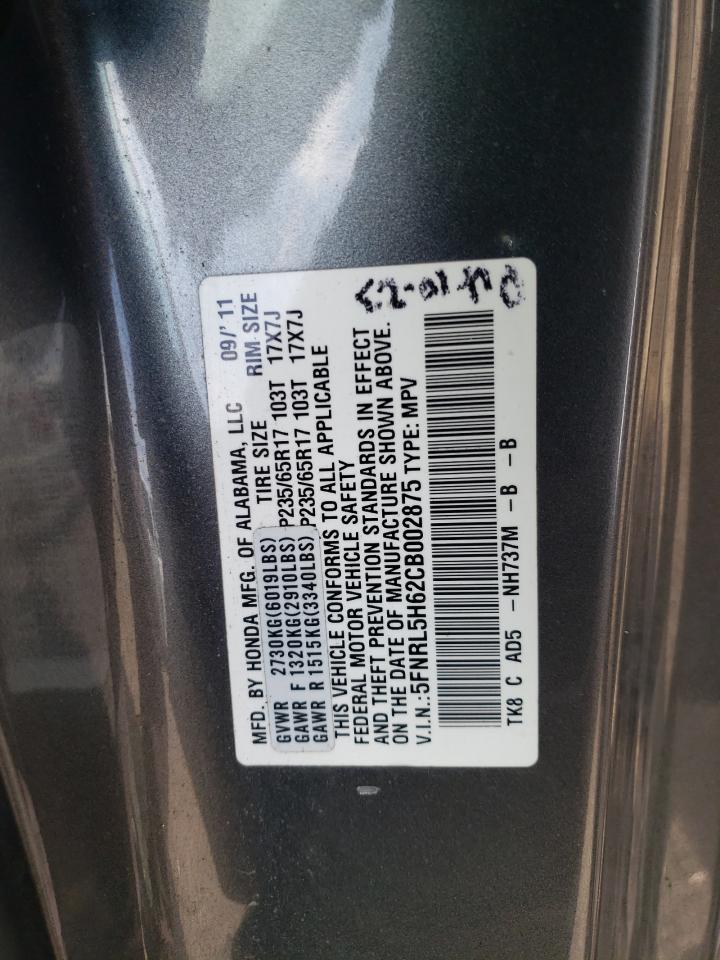 MFD. BY HONDA MFG. OF ALABAMA, LLC 09/'11
TIRE SIZE RIM SIZE
GVWR 2730KG(6019LBS)
GAWR F 1320KG(2910LBS) P235/65R17 103T 17X7J
GAWR R 1515KG(3340LBS) P235/65R17 103T 17X7J
THIS VEHICLE CONFORMS TO ALL APPLICABLE
FEDERAL MOTOR VEHICLE SAFETY
AND THEFT PREVENTION STANDARDS IN EFFECT
ON THE DATE OF MANUFACTURE SHOWN ABOVE.
V.I.N.:5FNRL5H62CB002875 TYPE: MPV
TK8 C AD5 -NH737M -B -B